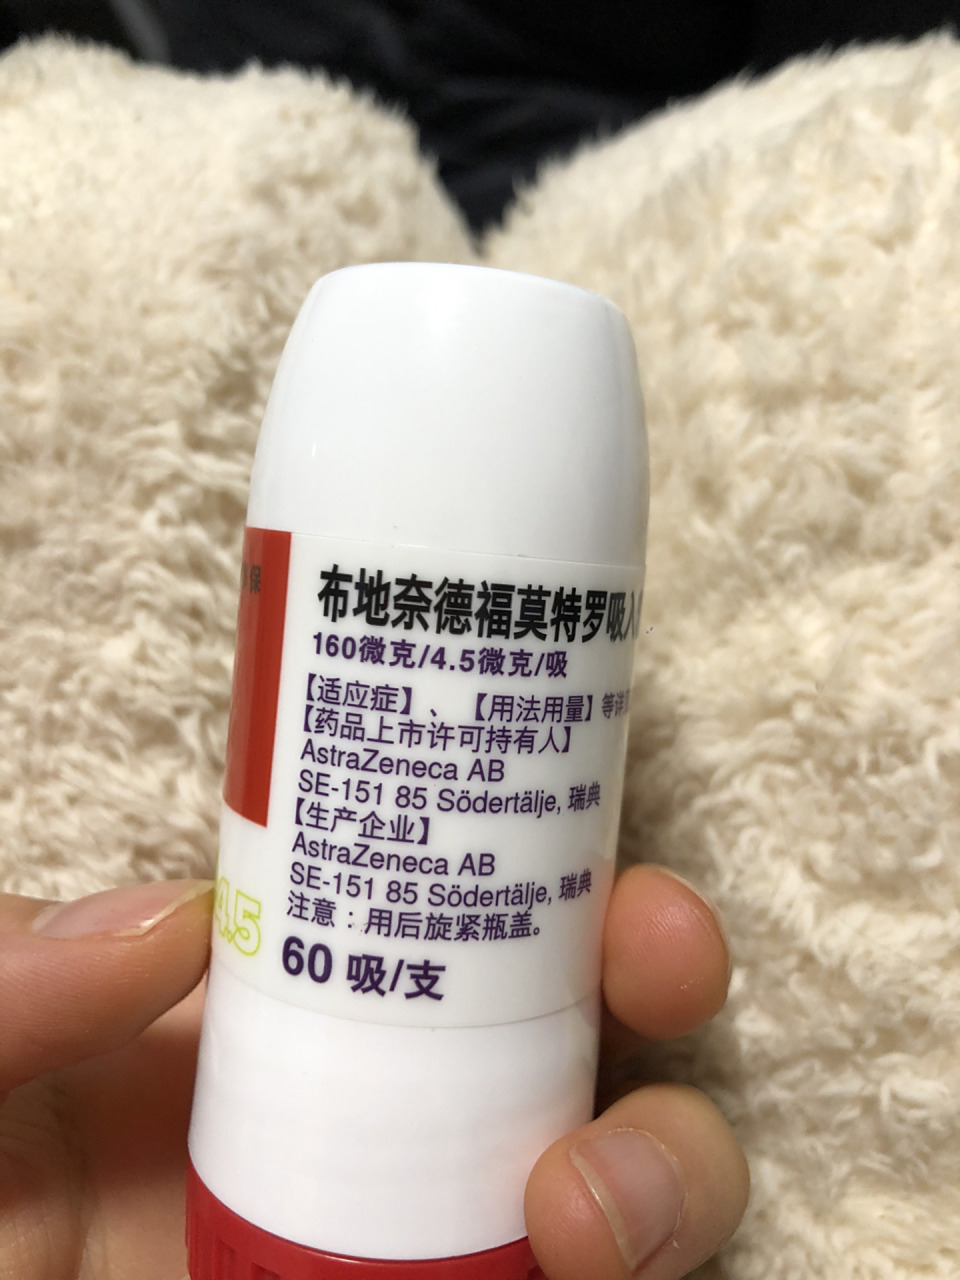 保
布地奈德福莫特罗吸入
160微克/4.5微克/吸
【适应症】、【用法用量】等详
【药品上市许可持有人】
AstraZeneca AB
SE-151 85 Södertälje, 瑞典
【生产企业】
AstraZeneca AB
SE-151 85 Södertälje, 瑞典
注意：用后旋紧瓶盖。
4.5
60 吸/支